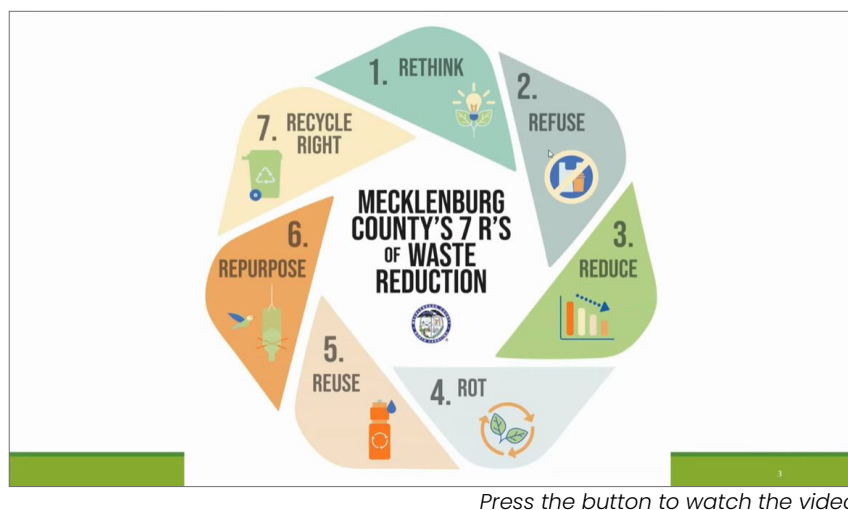 1. RETHINK
2.
REFUSE
3.
REDUCE
4. ROT
5.
REUSE
6.
REPURPOSE
7. RECYCLE
RIGHT
MECKLENBURG
COUNTY'S 7 R'S
OF WASTE
REDUCTION
3
Press the button to watch the video